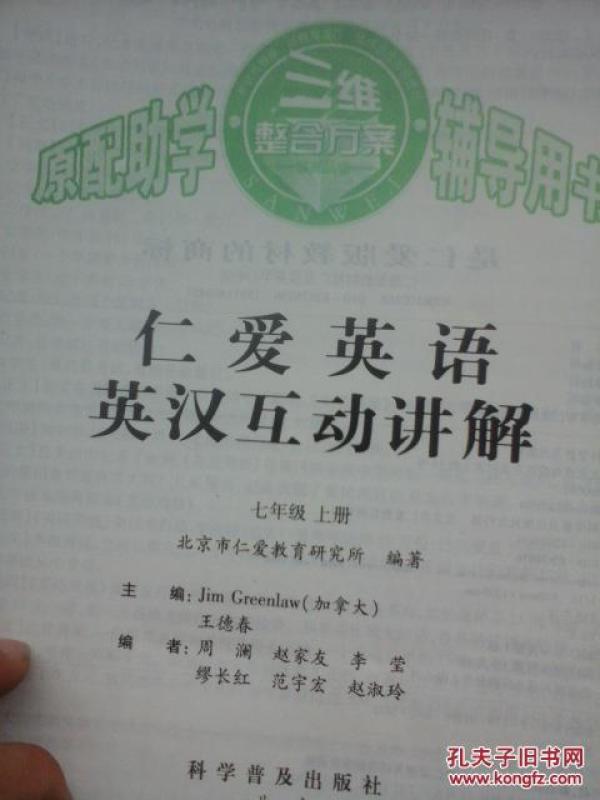 原配助学
三维
整合方案
SANWEI
辅导用书
仁爱英语
英汉互动讲解
七年级 上册
北京市仁爱教育研究所 编著
主 编：Jim Greenlaw（加拿大）
王德春
编 者：周 澜 赵家友 李 莹
缪长红 范宇宏 赵淑玲
科学普及出版社
孔夫子旧书网
www.kongfz.com